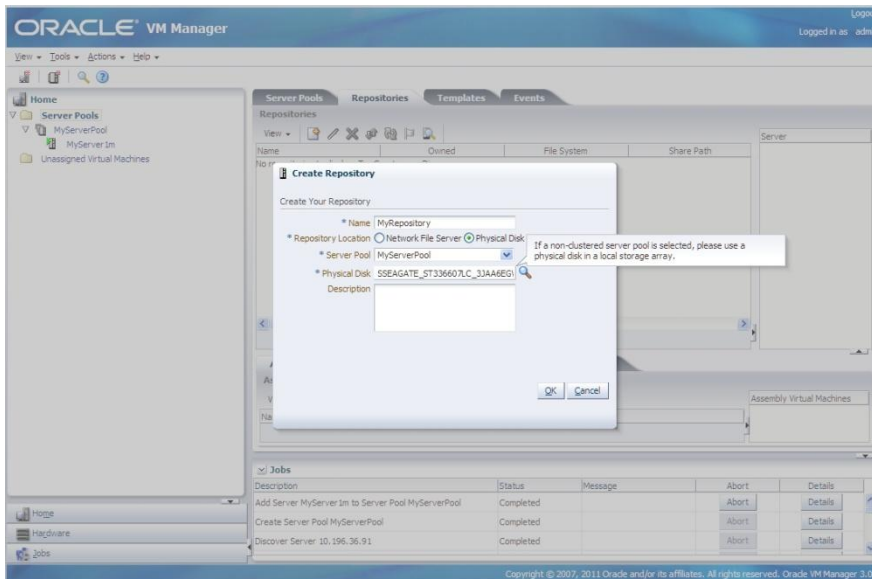 ORACLE VM Manager
Logged in as adm
View Tools Actions Help
Home
Server Pools
MyServerPool
MyServer1m
Unassigned Virtual Machines
Server Pools Repositories Templates Events
Repositories
View
Name Owned File System Share Path
Server
Create Repository
Create Your Repository
* Name MyRepository
* Repository Location Network File Server Physical Disk
* Server Pool MyServerPool
* Physical Disk SSEAGATE_ST336607LC_3JAA6EG
Description
If a non-clustered server pool is selected, please use a
physical disk in a local storage array.
OK Cancel
Assembly Virtual Machines
Jobs
Description Status Message Abort Details
Add Server MyServer1m to Server Pool MyServerPool Completed Abort Details
Create Server Pool MyServerPool Completed Abort Details
Discover Server 10.196.36.91 Completed Abort Details
Home
Hardware
Jobs
Copyright © 2007, 2011 Oracle and/or its affiliates. All rights reserved. Oracle VM Manager 3.0